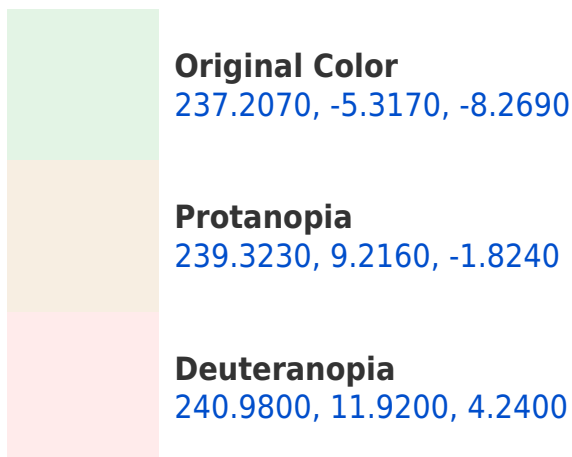 Original Color
237.2070, -5.3170, -8.2690
Protanopia
239.3230, 9.2160, -1.8240
Deuteranopia
240.9800, 11.9200, 4.2400